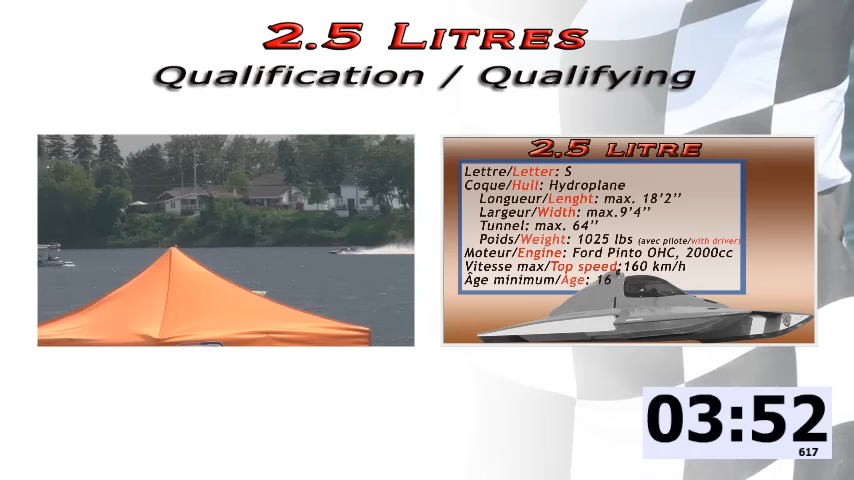 2.5 LITRES
Qualification / Qualifying
2.5 LITRE
Lettre/Letter: S
Coque/Hull: Hydroplane
Longueur/Lenght: max. 18'2''
Largeur/Width: max.9'4''
Tunnel: max. 64''
Poids/Weight: 1025 lbs (avec pilote/with driver)
Moteur/Engine: Ford Pinto OHC, 2000cc
Vitesse max/Top speed:160 km/h
Âge minimum/Age: 16
03:52
617